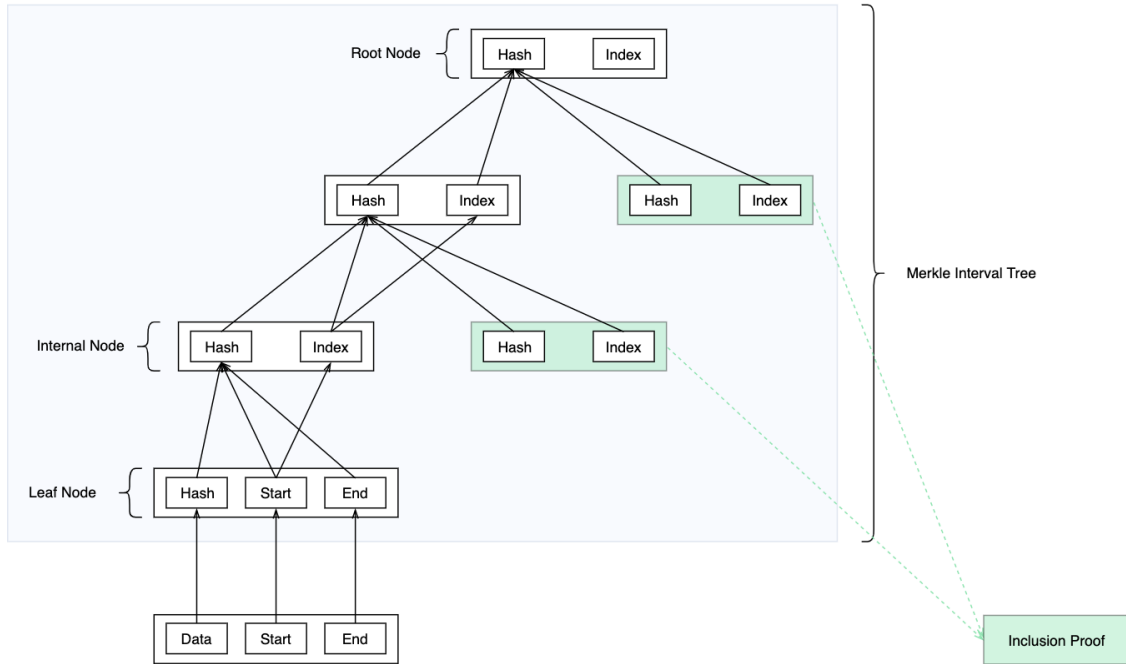 Root Node
Hash
Index
Hash
Index
Hash
Index
Merkle Interval Tree
Internal Node
Hash
Index
Hash
Index
Leaf Node
Hash
Start
End
Data
Start
End
Inclusion Proof